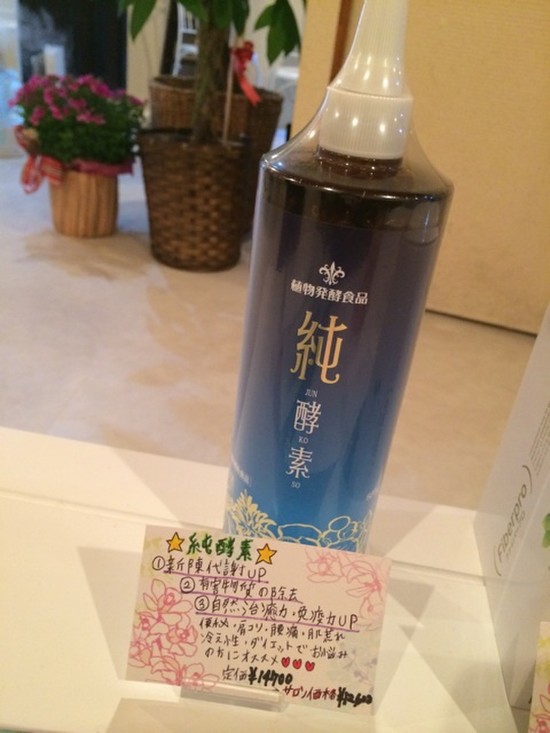 植物発酵食品
純
JUN
酵
KO
素
SO
Fiberpro
☆純酵素☆
①新陳代謝UP
②有害物質の除去
③自然治癒力・免疫力UP
便秘・肩コリ・腰痛・肌荒れ
冷え性・ダイエットでお悩み
の方にオススメ♥♥♥
定価¥14700
サロン価格¥12600